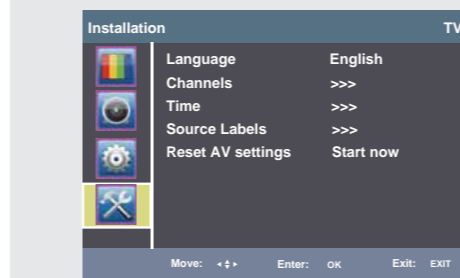 Installation TV
Language English
Channels >>>
Time >>>
Source Labels >>>
Reset AV settings Start now
Move: Enter: OK Exit: EXIT